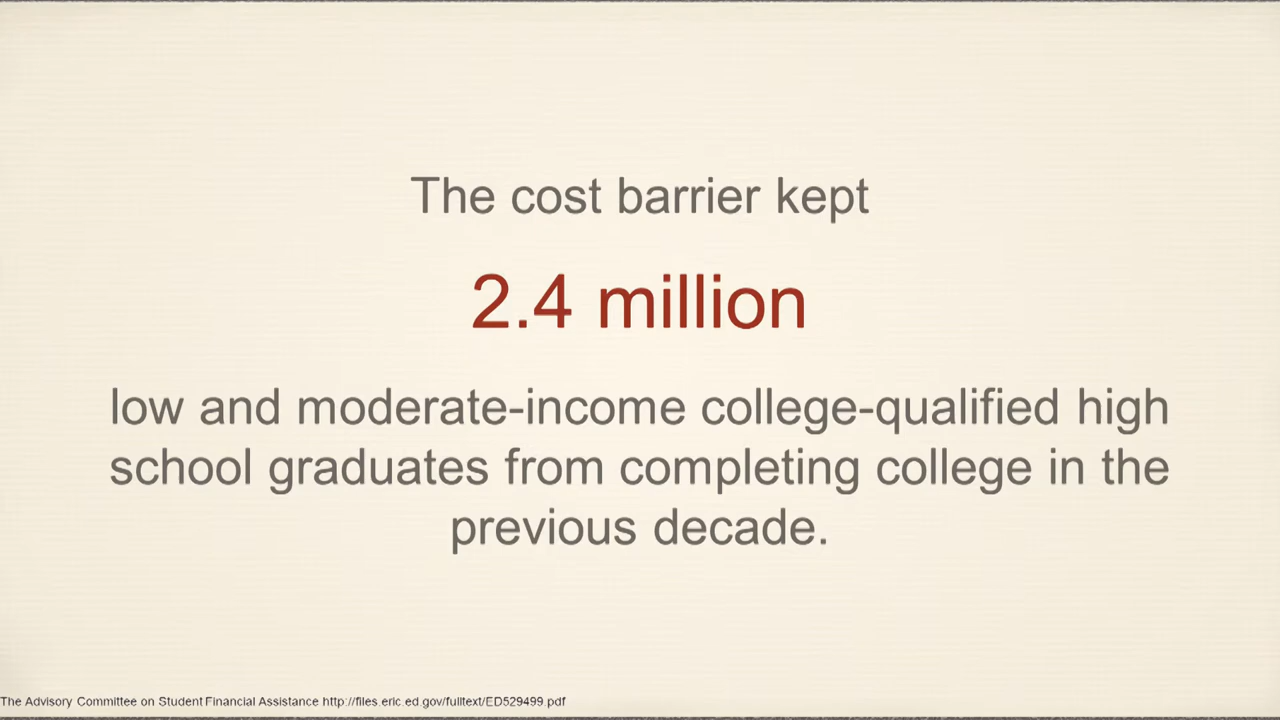 The cost barrier kept
2.4 million
low and moderate-income college-qualified high
school graduates from completing college in the
previous decade.
The Advisory Committee on Student Financial Assistance http://files.eric.ed.gov/fulltext/ED529499.pdf